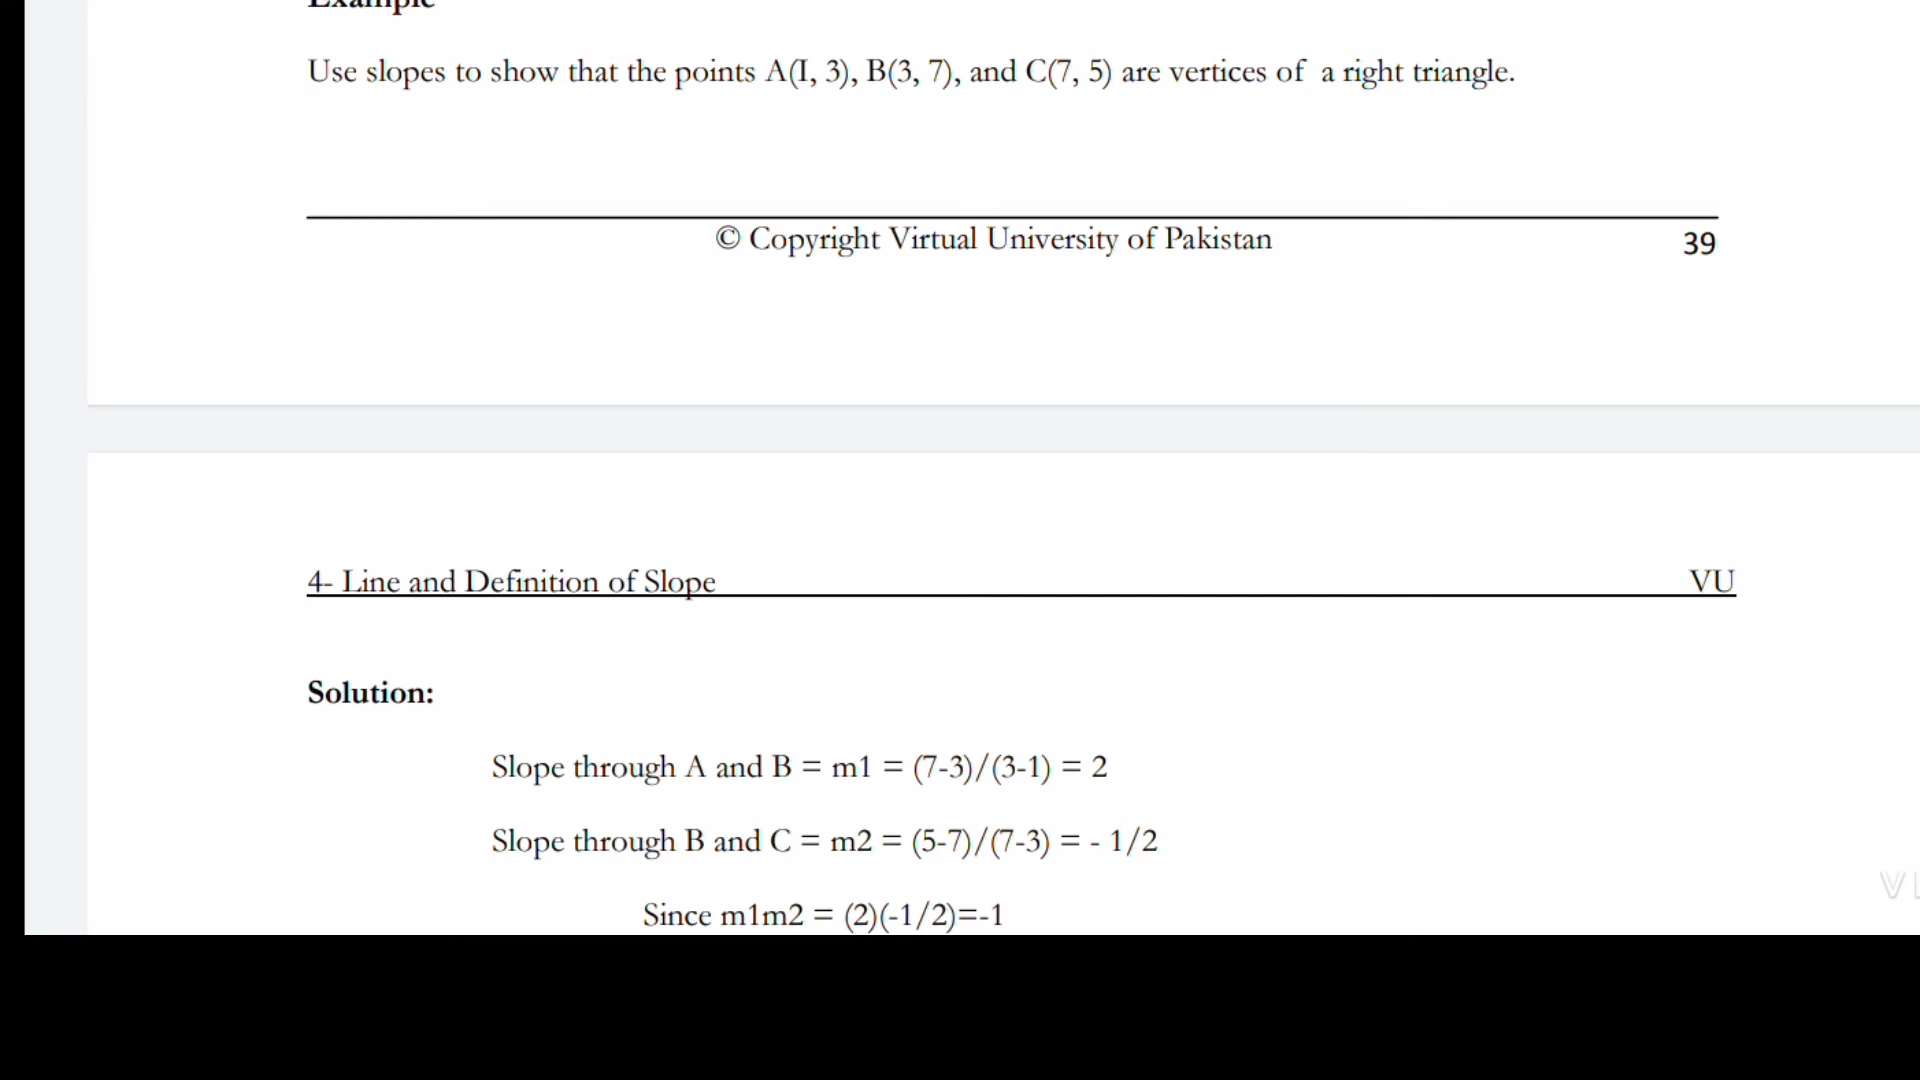 Example
Use slopes to show that the points A(I, 3), B(3, 7), and C(7, 5) are vertices of a right triangle.
© Copyright Virtual University of Pakistan 39
4- Line and Definition of Slope VU
Solution:
Slope through A and B = m1 = (7-3)/(3-1) = 2
Slope through B and C = m2 = (5-7)/(7-3) = - 1/2
Since m1m2 = (2)(-1/2)=-1